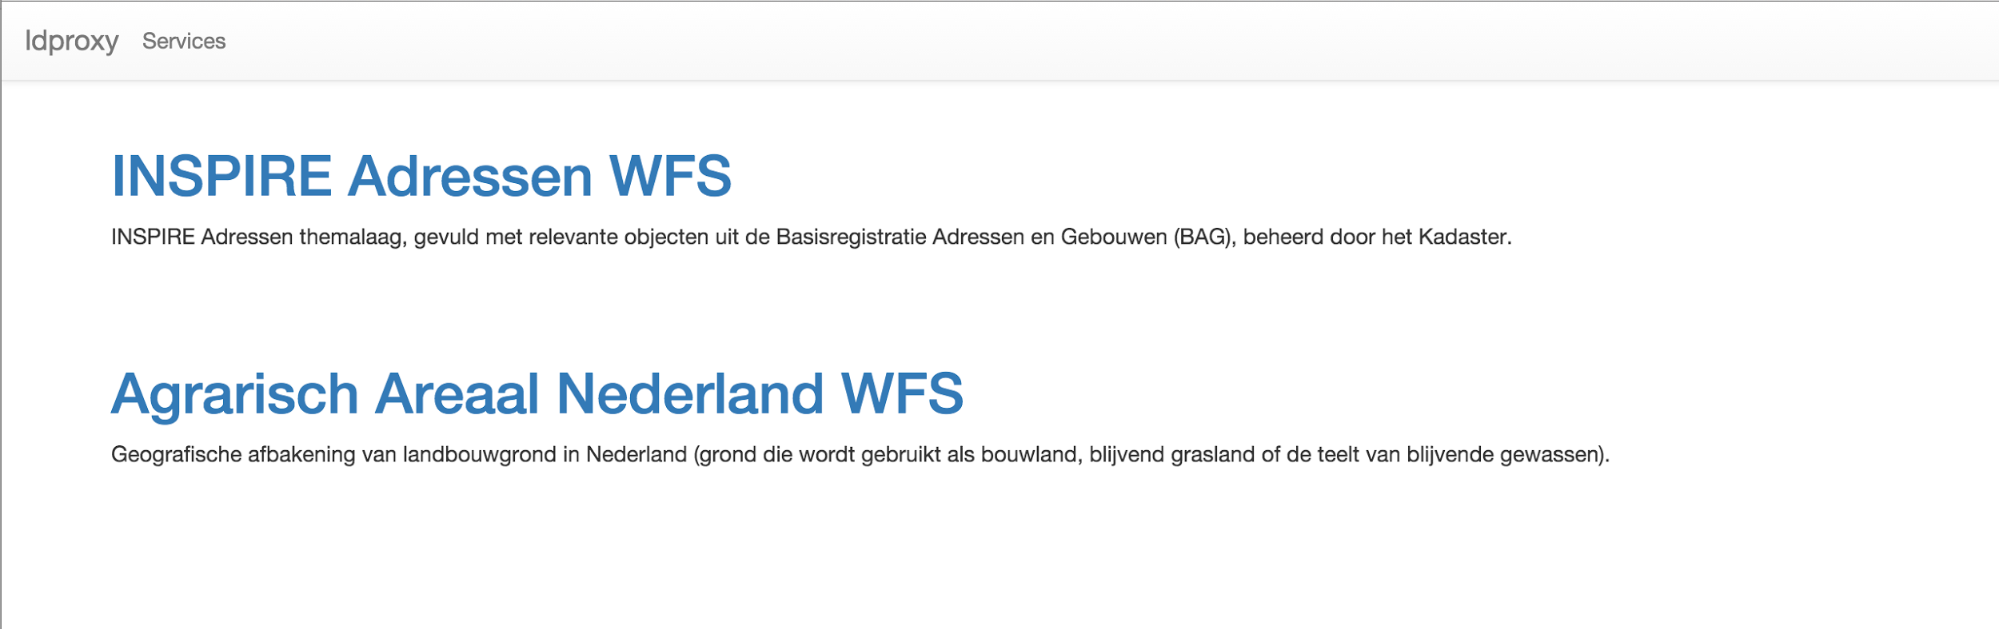 ldproxy Services
INSPIRE Adressen WFS
INSPIRE Adressen themalaag, gevuld met relevante objecten uit de Basisregistratie Adressen en Gebouwen (BAG), beheerd door het Kadaster.
Agrarisch Areaal Nederland WFS
Geografische afbakening van landbouwgrond in Nederland (grond die wordt gebruikt als bouwland, blijvend grasland of de teelt van blijvende gewassen).